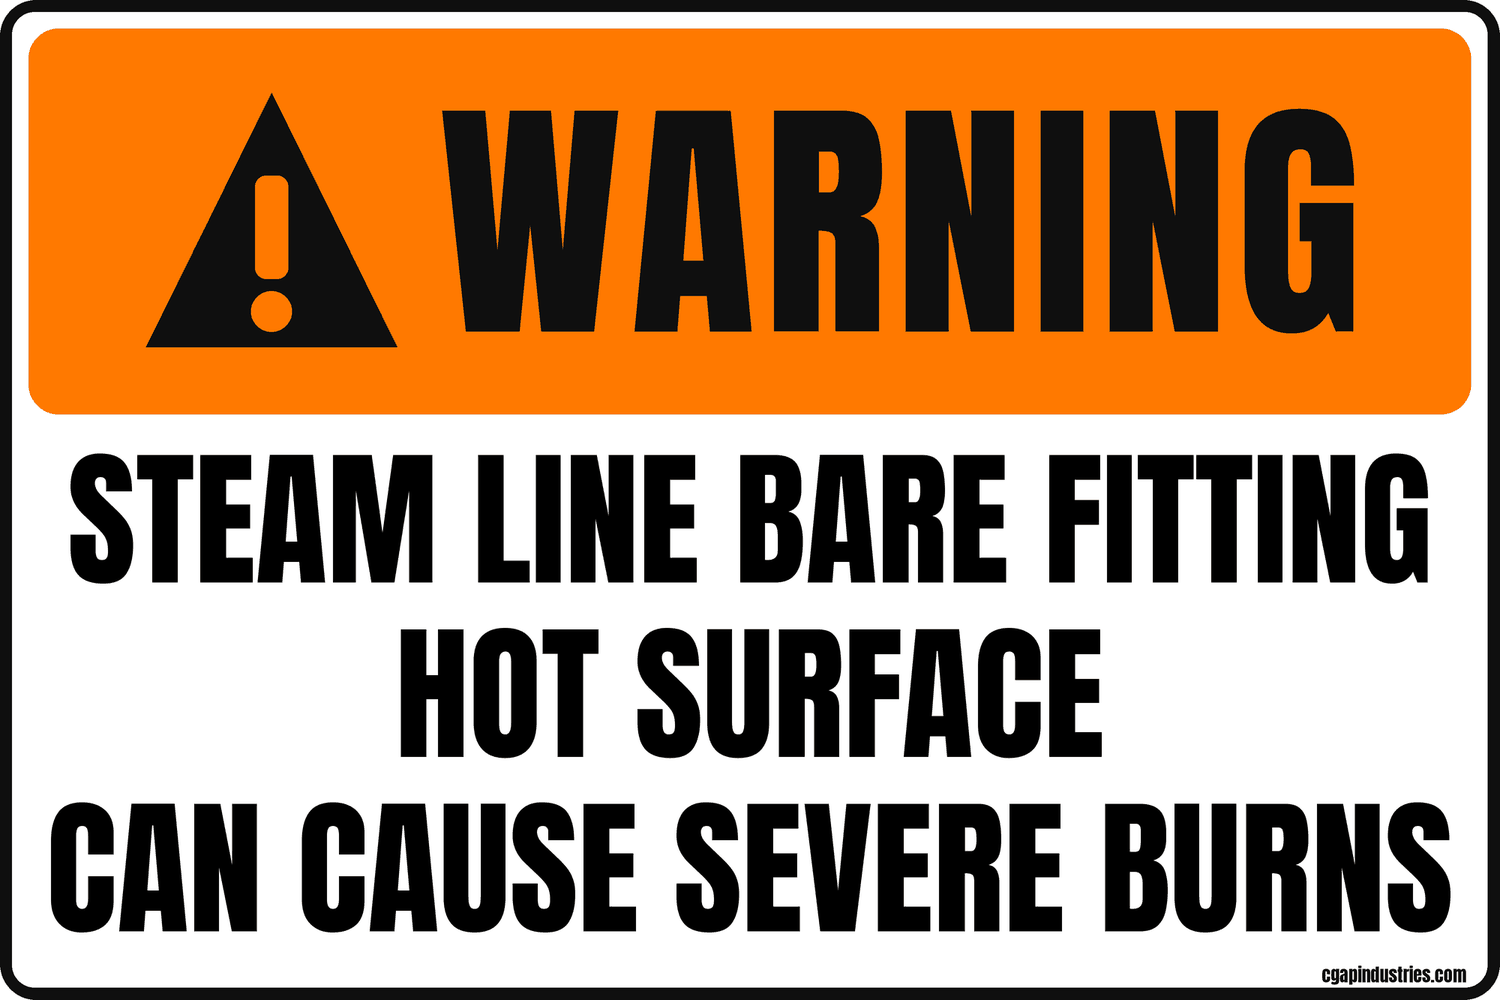 WARNING
STEAM LINE BARE FITTING
HOT SURFACE
CAN CAUSE SEVERE BURNS
cgapindustries.com